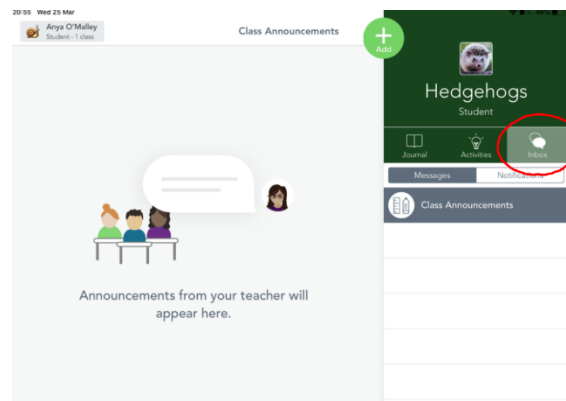 20:55 Wed 25 Mar
Anya O'Malley
Student - 1 class
Class Announcements
Add
Hedgehogs
Student
Journal
Activities
Inbox
Messages
Notifications
Class Announcements
Announcements from your teacher will
appear here.